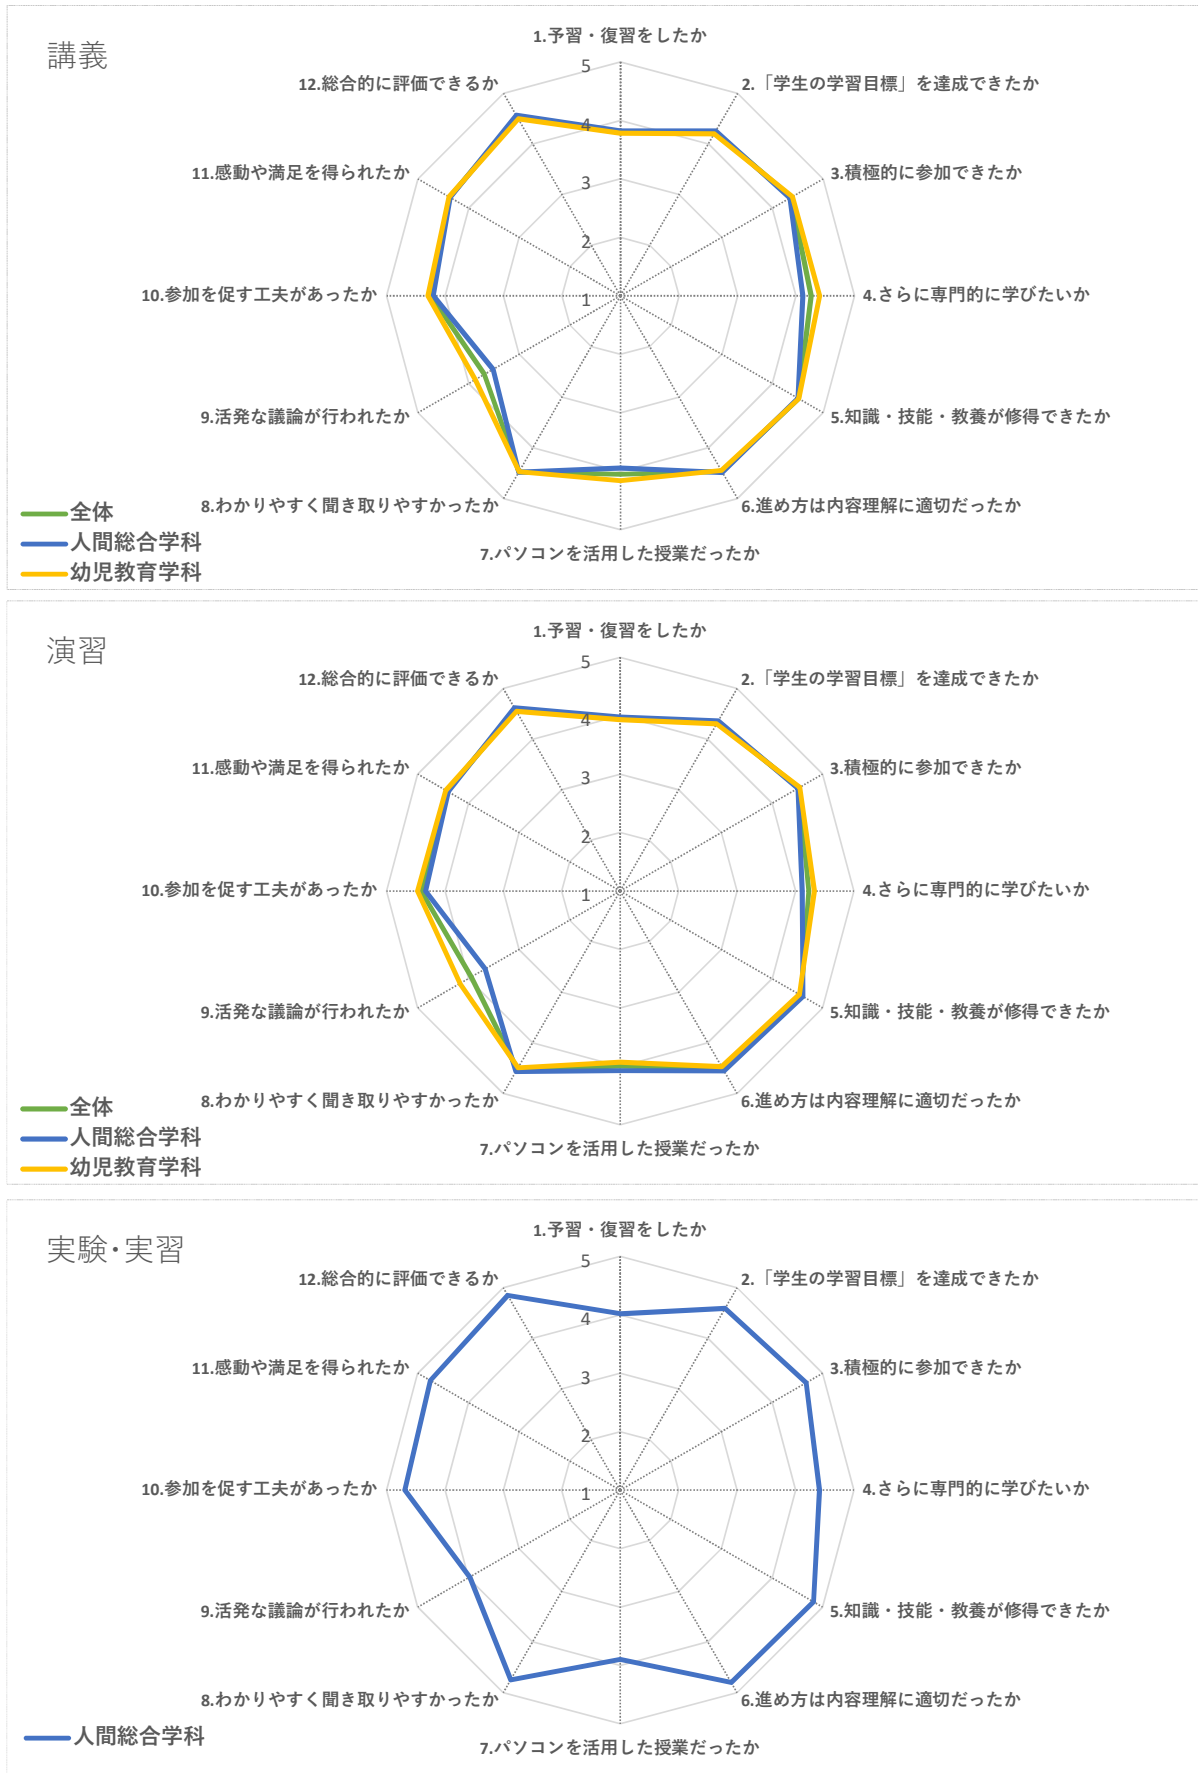 講義
1.予習・復習をしたか
2.「学生の学習目標」を達成できたか
3.積極的に参加できたか
4.さらに専門的に学びたいか
5.知識・技能・教養が修得できたか
6.進め方は内容理解に適切だったか
7.パソコンを活用した授業だったか
8.わかりやすく聞き取りやすかったか
9.活発な議論が行われたか
10.参加を促す工夫があったか
11.感動や満足を得られたか
12.総合的に評価できるか
5
4
3
2
1
全体
人間総合学科
幼児教育学科
演習
1.予習・復習をしたか
2.「学生の学習目標」を達成できたか
3.積極的に参加できたか
4.さらに専門的に学びたいか
5.知識・技能・教養が修得できたか
6.進め方は内容理解に適切だったか
7.パソコンを活用した授業だったか
8.わかりやすく聞き取りやすかったか
9.活発な議論が行われたか
10.参加を促す工夫があったか
11.感動や満足を得られたか
12.総合的に評価できるか
5
4
3
2
1
全体
人間総合学科
幼児教育学科
実験・実習
1.予習・復習をしたか
2.「学生の学習目標」を達成できたか
3.積極的に参加できたか
4.さらに専門的に学びたいか
5.知識・技能・教養が修得できたか
6.進め方は内容理解に適切だったか
7.パソコンを活用した授業だったか
8.わかりやすく聞き取りやすかったか
9.活発な議論が行われたか
10.参加を促す工夫があったか
11.感動や満足を得られたか
12.総合的に評価できるか
5
4
3
2
1
人間総合学科